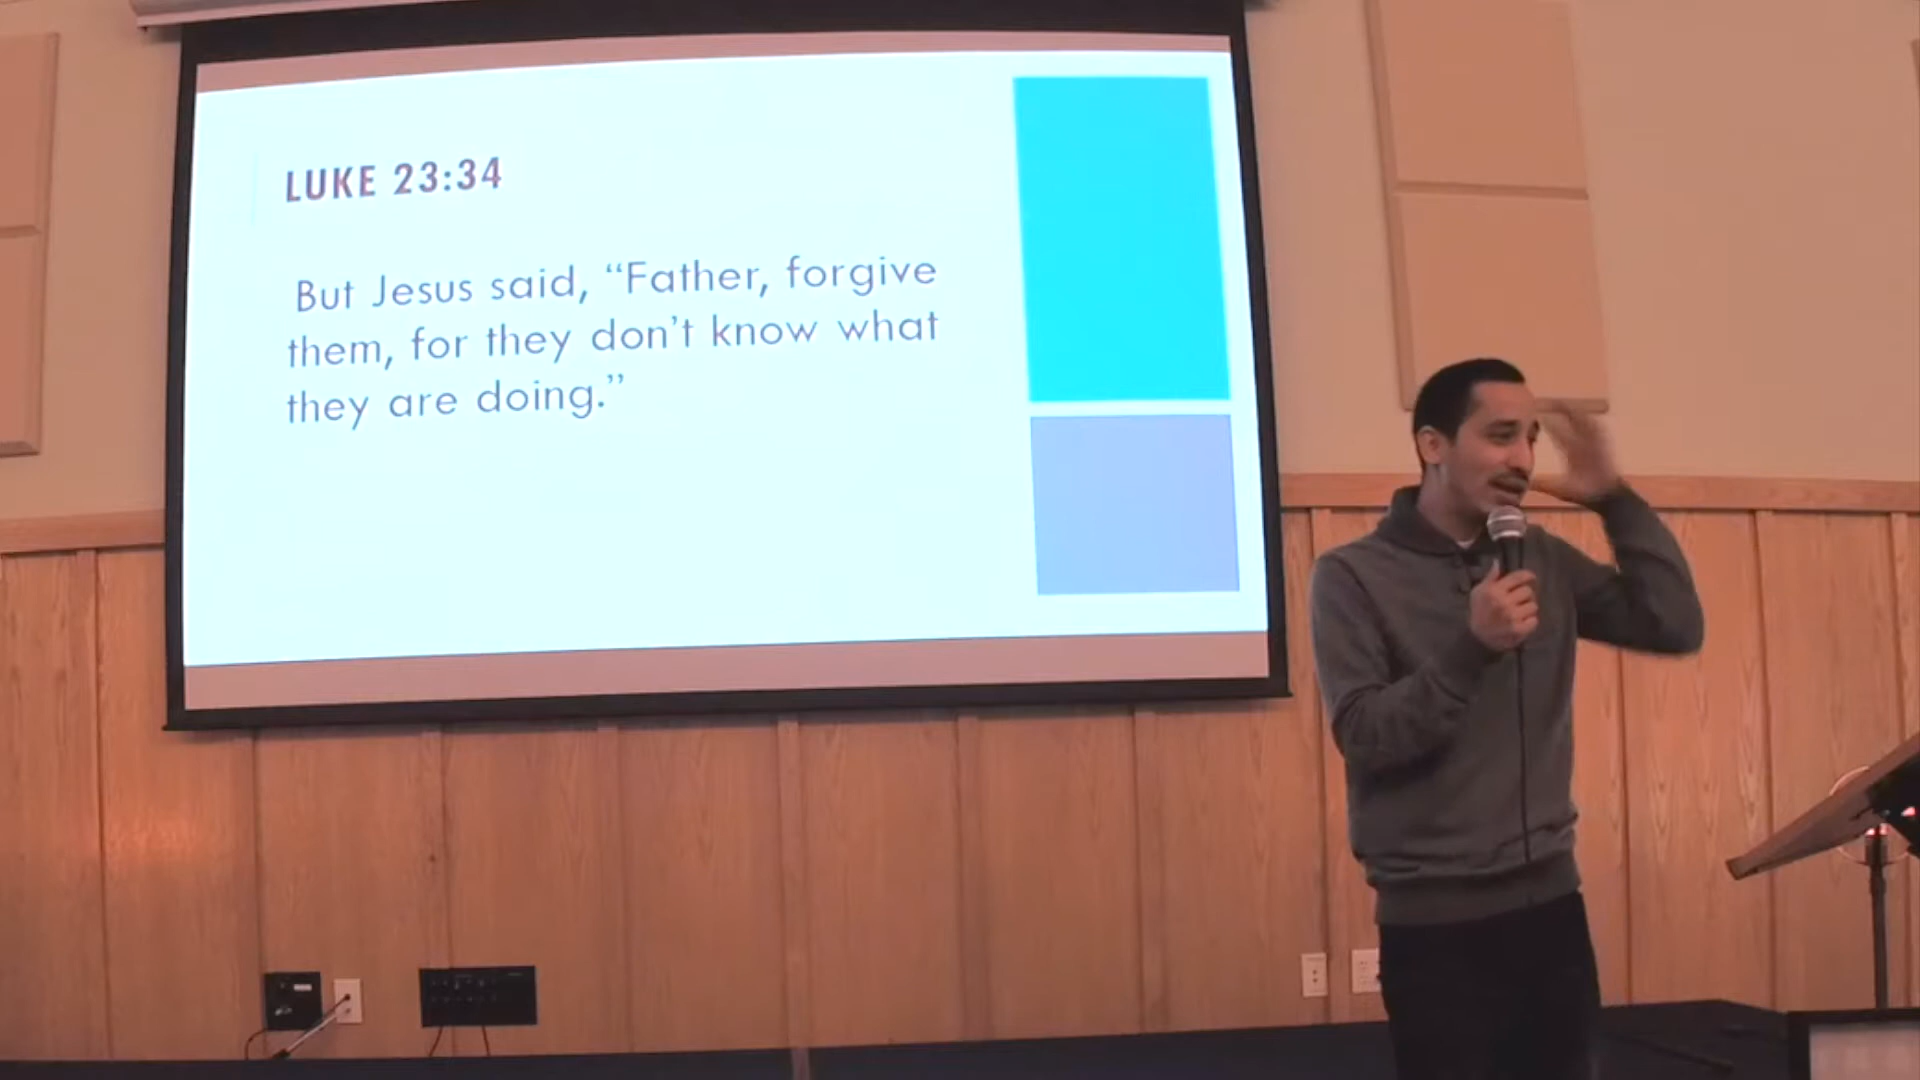 LUKE 23:34
But Jesus said, “Father, forgive
them, for they don’t know what
they are doing.”